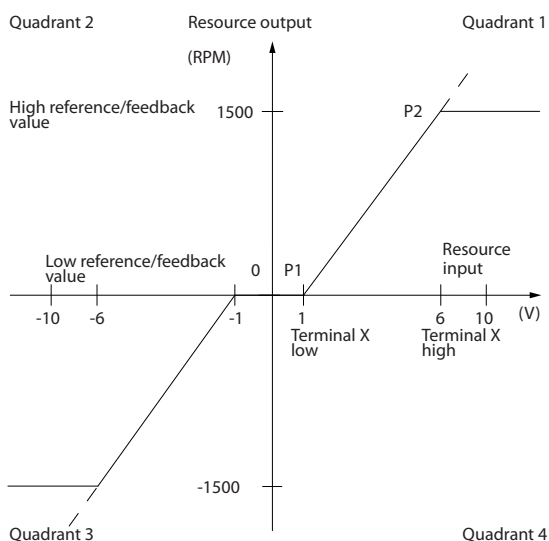 Quadrant 2
Resource output
Quadrant 1
(RPM)
High reference/feedback
value
1500
P2
Low reference/feedback
value
0
P1
Resource
input
-10
-6
-1
1
6
10
(V)
Terminal X
low
Terminal X
high
-1500
Quadrant 3
Quadrant 4